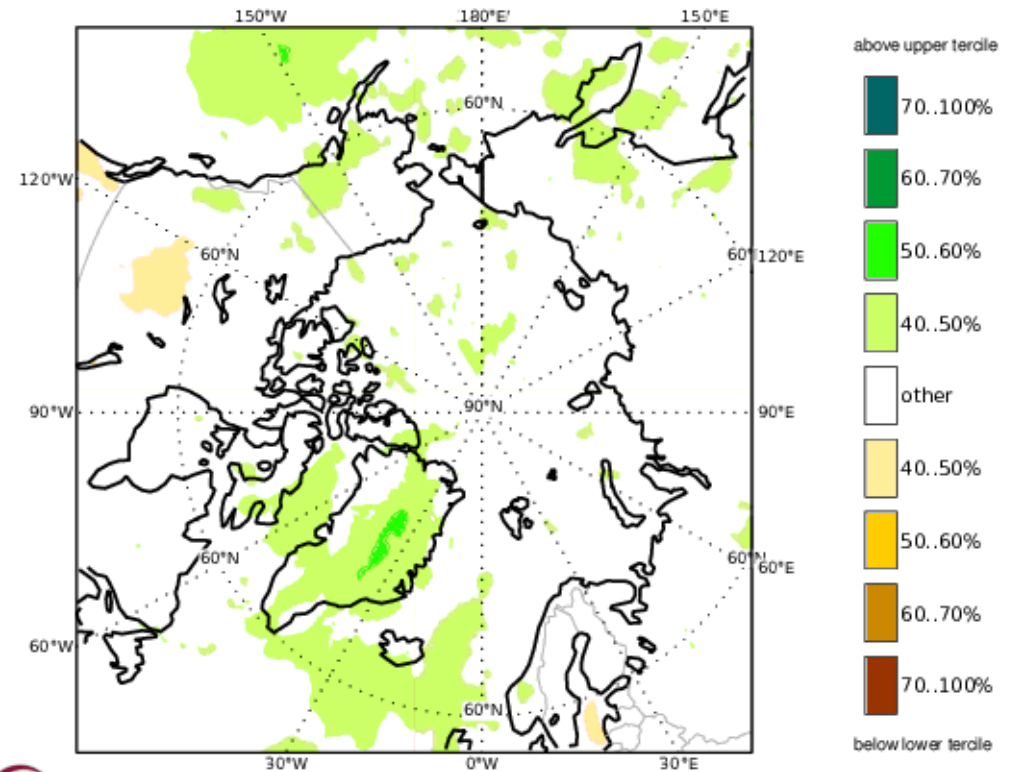 150°W 180°E' 150°E
above upper tercile
70..100%
60°N
120°W
60..70%
60°N 60° 120°E
50..60%
40..50%
other
90°W 90°N 90°E
40..50%
50..60%
60°N 60°N 60°E
60..70%
60°W
70..100%
60°N
below lower tercile
30°W 0°W 30°E